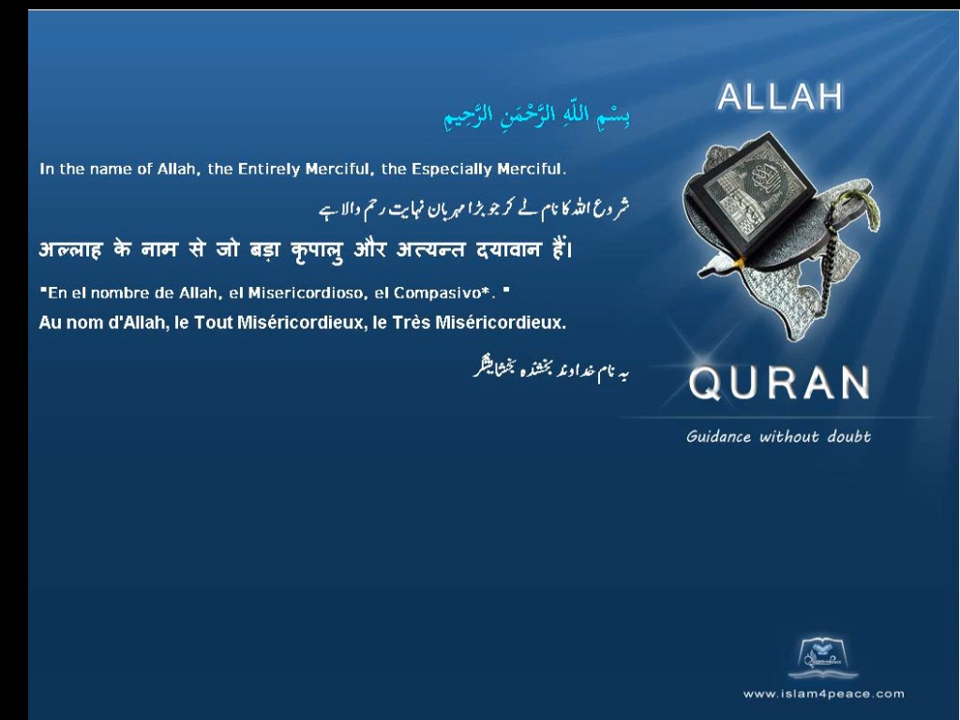 بِسْمِ اللَّهِ الرَّحْمَنِ الرَّحِيمِ
In the name of Allah, the Entirely Merciful, the Especially Merciful.
شروع الله کا نام لے کر جو بڑا مہربان نہایت رحم والا ہے
अल्लाह के नाम से जो बड़ा कृपालु और अत्यन्त दयावान हैं।
"En el nombre de Allah, el Misericordioso, el Compasivo*. "
Au nom d'Allah, le Tout Miséricordieux, le Très Miséricordieux.
به نام خداوند بخشنده بخشایشگر
ALLAH
QURAN
Guidance without doubt
www.islam4peace.com